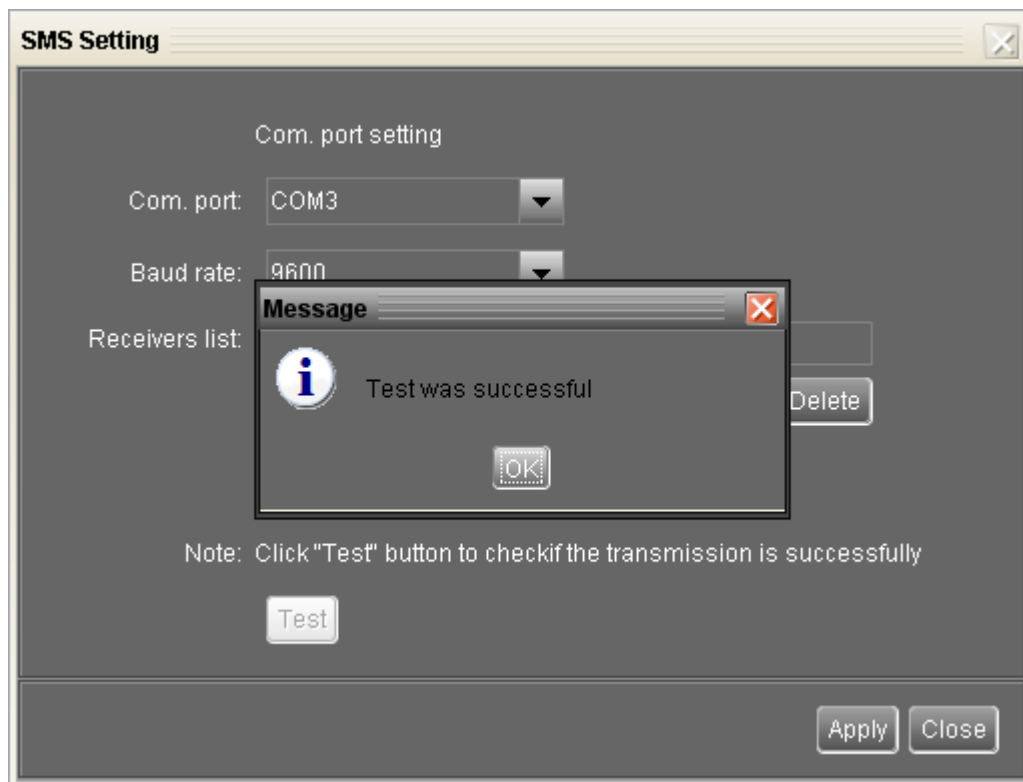 SMS Setting
Com. port setting
Com. port: COM3
Baud rate: 9600
Message
Receivers list:
Test was successful
Delete
OK
Note: Click "Test" button to checkif the transmission is successfully
Test
Apply Close